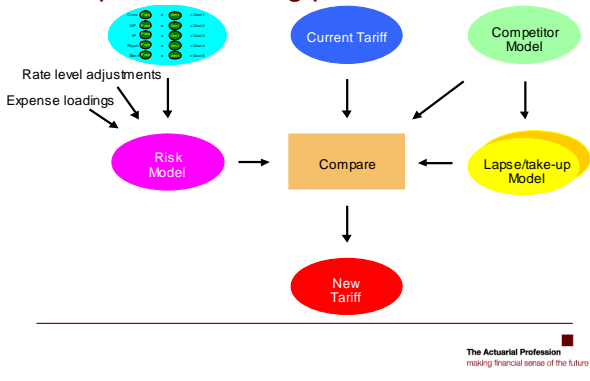 Current Tariff
Competitor
Model
Rate level adjustments
Expense loadings
Risk
Model
Compare
Lapse/take-up
Model
New
Tariff
The Actuarial Profession
making financial sense of the future